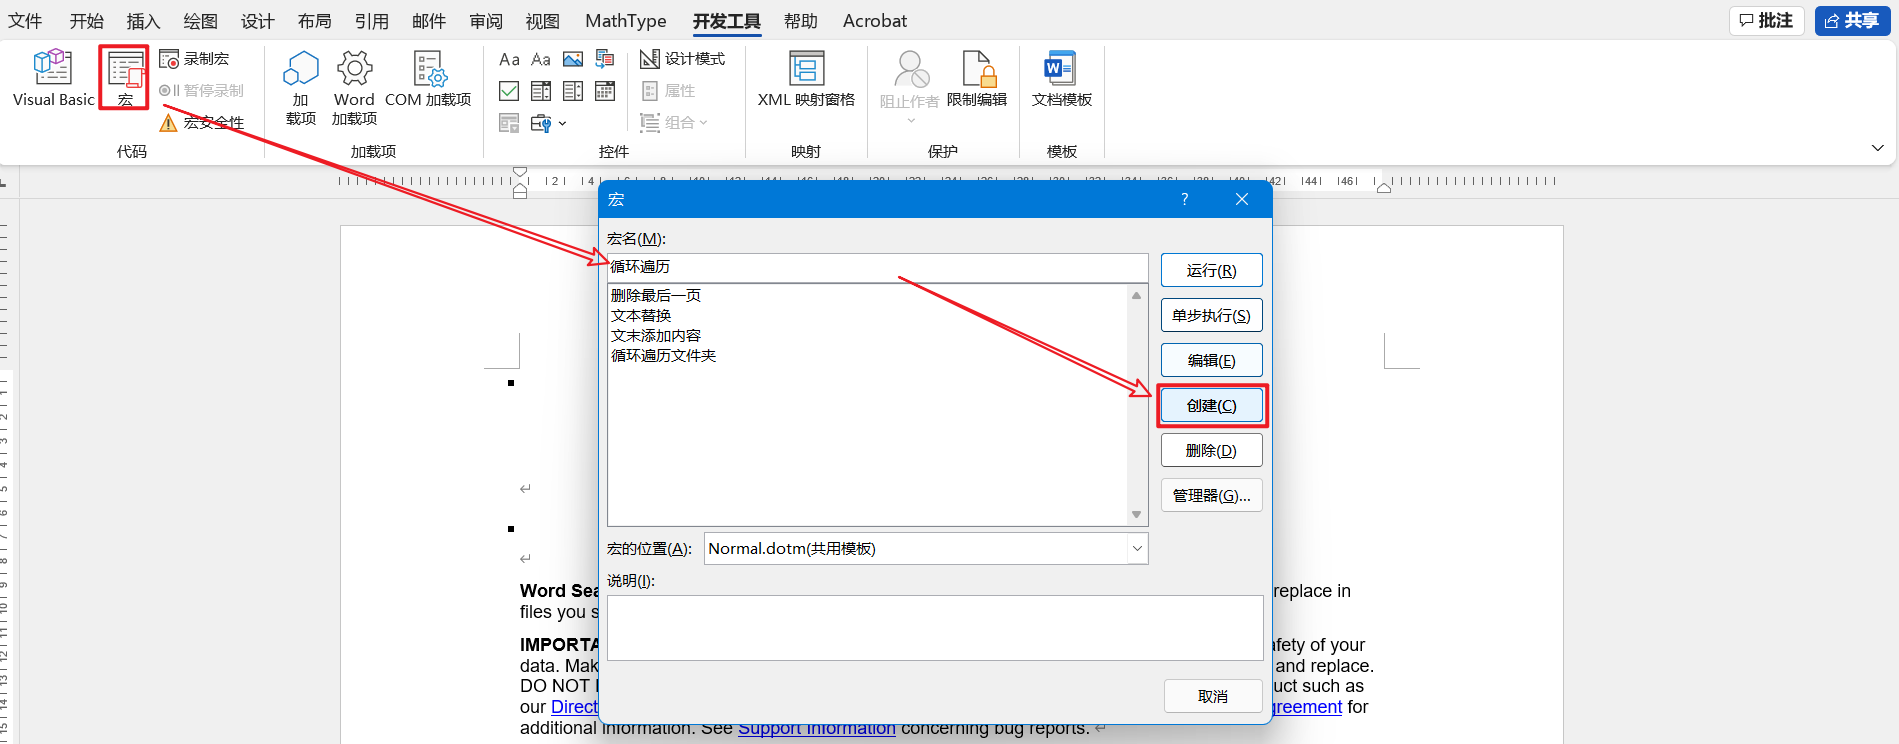 文件 开始 插入 绘图 设计 布局 引用 邮件 审阅 视图 MathType 开发工具 帮助 Acrobat 批注 共享
Visual Basic
宏
录制宏
暂停录制
宏安全性
代码
加
载项
Word
加载项
COM 加载项
加载项
Aa Aa
设计模式
属性
组合
控件
XML 映射窗格
映射
阻止作者
限制编辑
保护
文档模板
模板
宏 ?
宏名(M):
循环遍历
删除最后一页
文本替换
文末添加内容
循环遍历文件夹
运行(R)
单步执行(S)
编辑(E)
创建(C)
删除(D)
管理器(G)...
宏的位置(A): Normal.dotm(共用模板)
说明(I):
取消
Word replace in
files you
IMPORTA afety of your
data. Mak and replace.
DO NOT uct such as
our Direct greement for
additional information. See Support Information concerning bug reports.